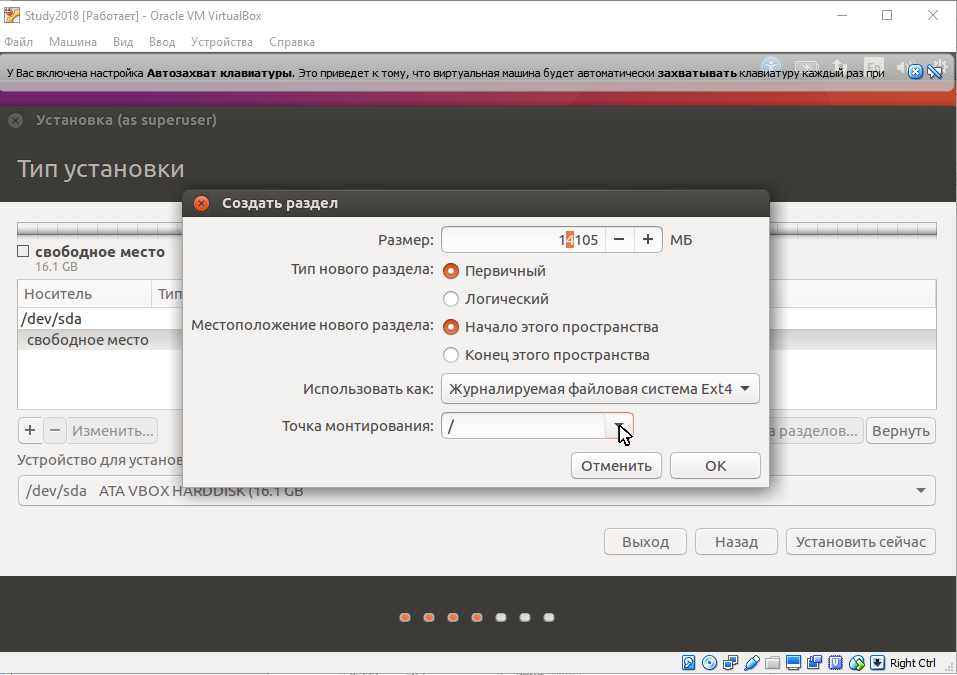 Study2018 [Работает] - Oracle VM VirtualBox
Файл Машина Вид Ввод Устройства Справка
У Вас включена настройка Автозахват клавиатуры. Это приведет к тому, что виртуальная машина будет автоматически захватывать клавиатуру каждый раз при
Установка (as superuser)
Тип установки
Создать раздел
Размер: 14105 МБ
Тип нового раздела: Первичный
Логический
Местоположение нового раздела: Начало этого пространства
Конец этого пространства
Использовать как: Журналируемая файловая система Ext4
Точка монтирования: /
Отменить OK
свободное место
16.1 GB
Носитель Тип
/dev/sda
свободное место
+ − Изменить... а разделов... Вернуть
Устройство для установ
/dev/sda ATA VBOX HARDDISK (16.1 GB
Выход Назад Установить сейчас
Right Ctrl